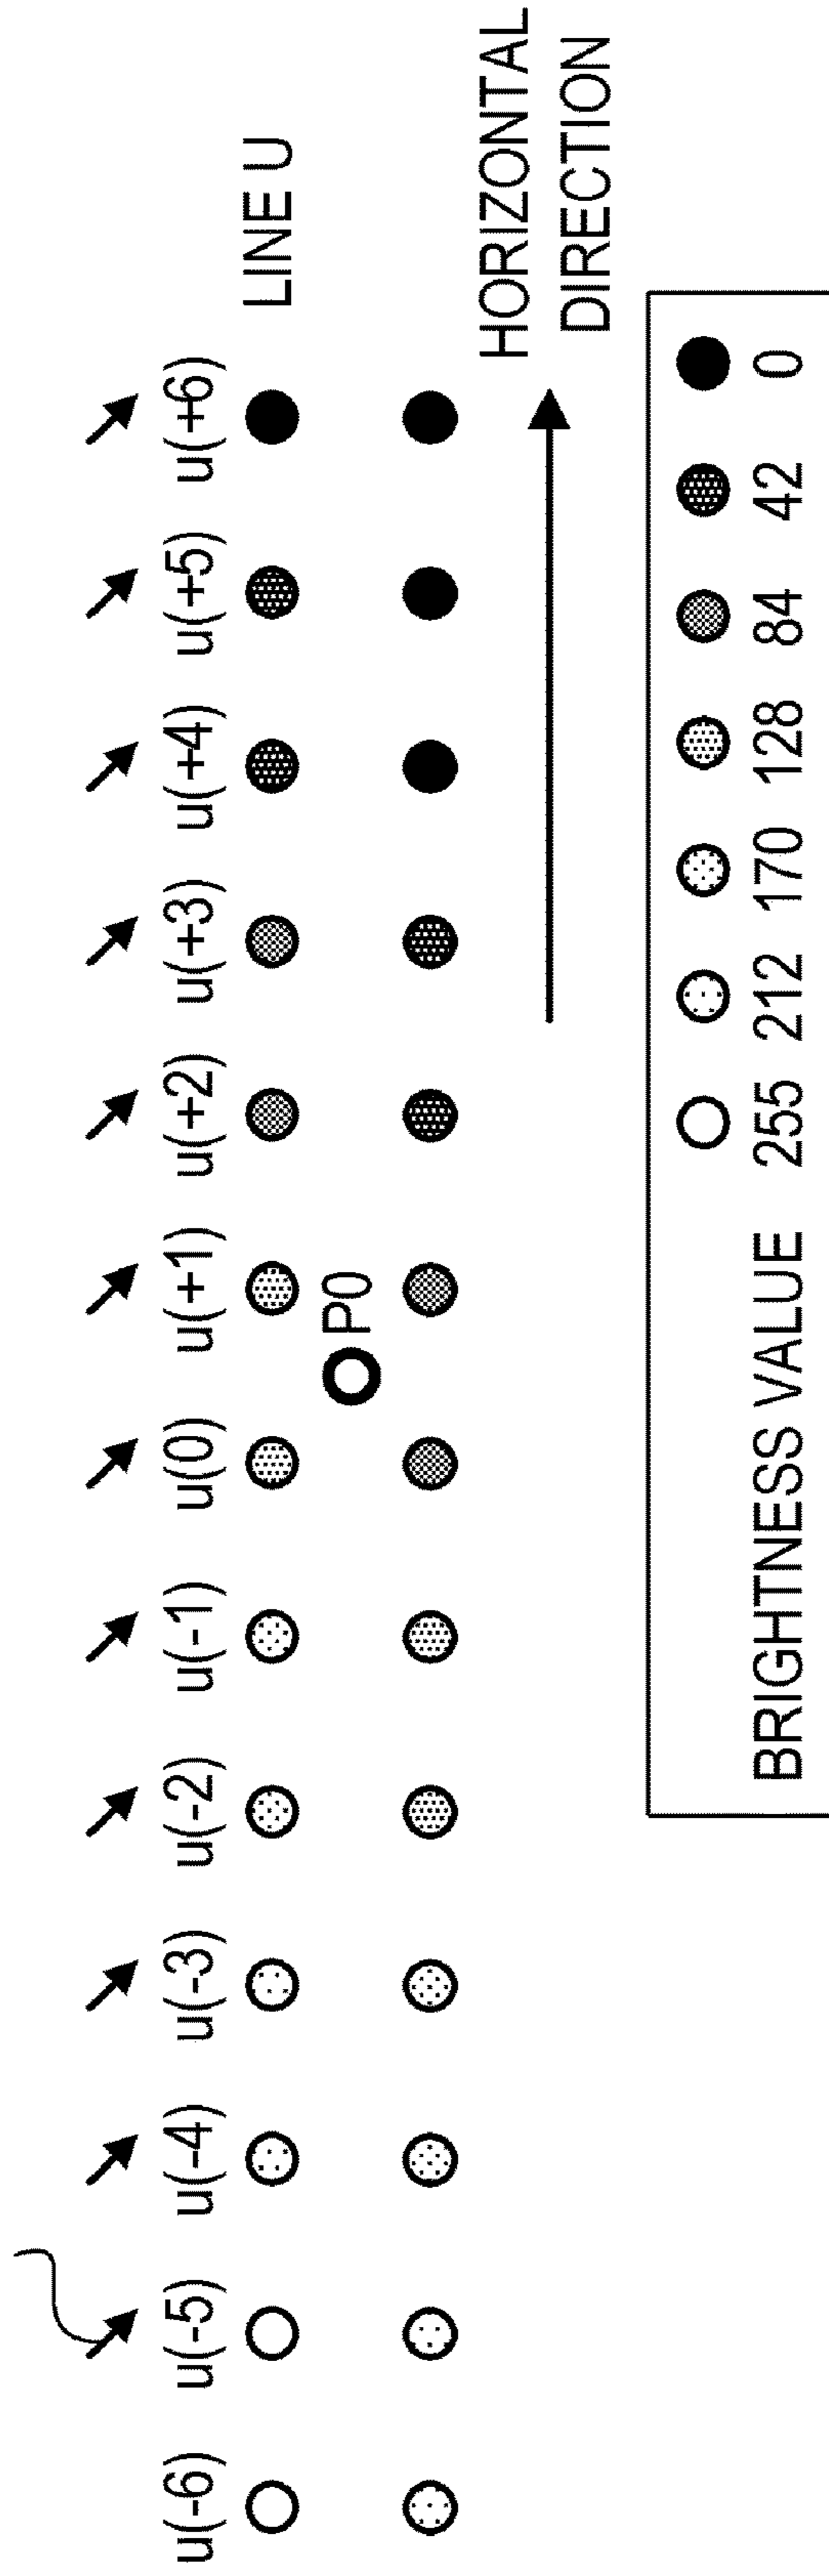 u(-6) u(-5) u(-4) u(-3) u(-2) u(-1) u(0) u(+1) u(+2) u(+3) u(+4) u(+5) u(+6)
LINE U
P0
HORIZONTAL
DIRECTION
BRIGHTNESS VALUE 255 212 170 128 84 42 0